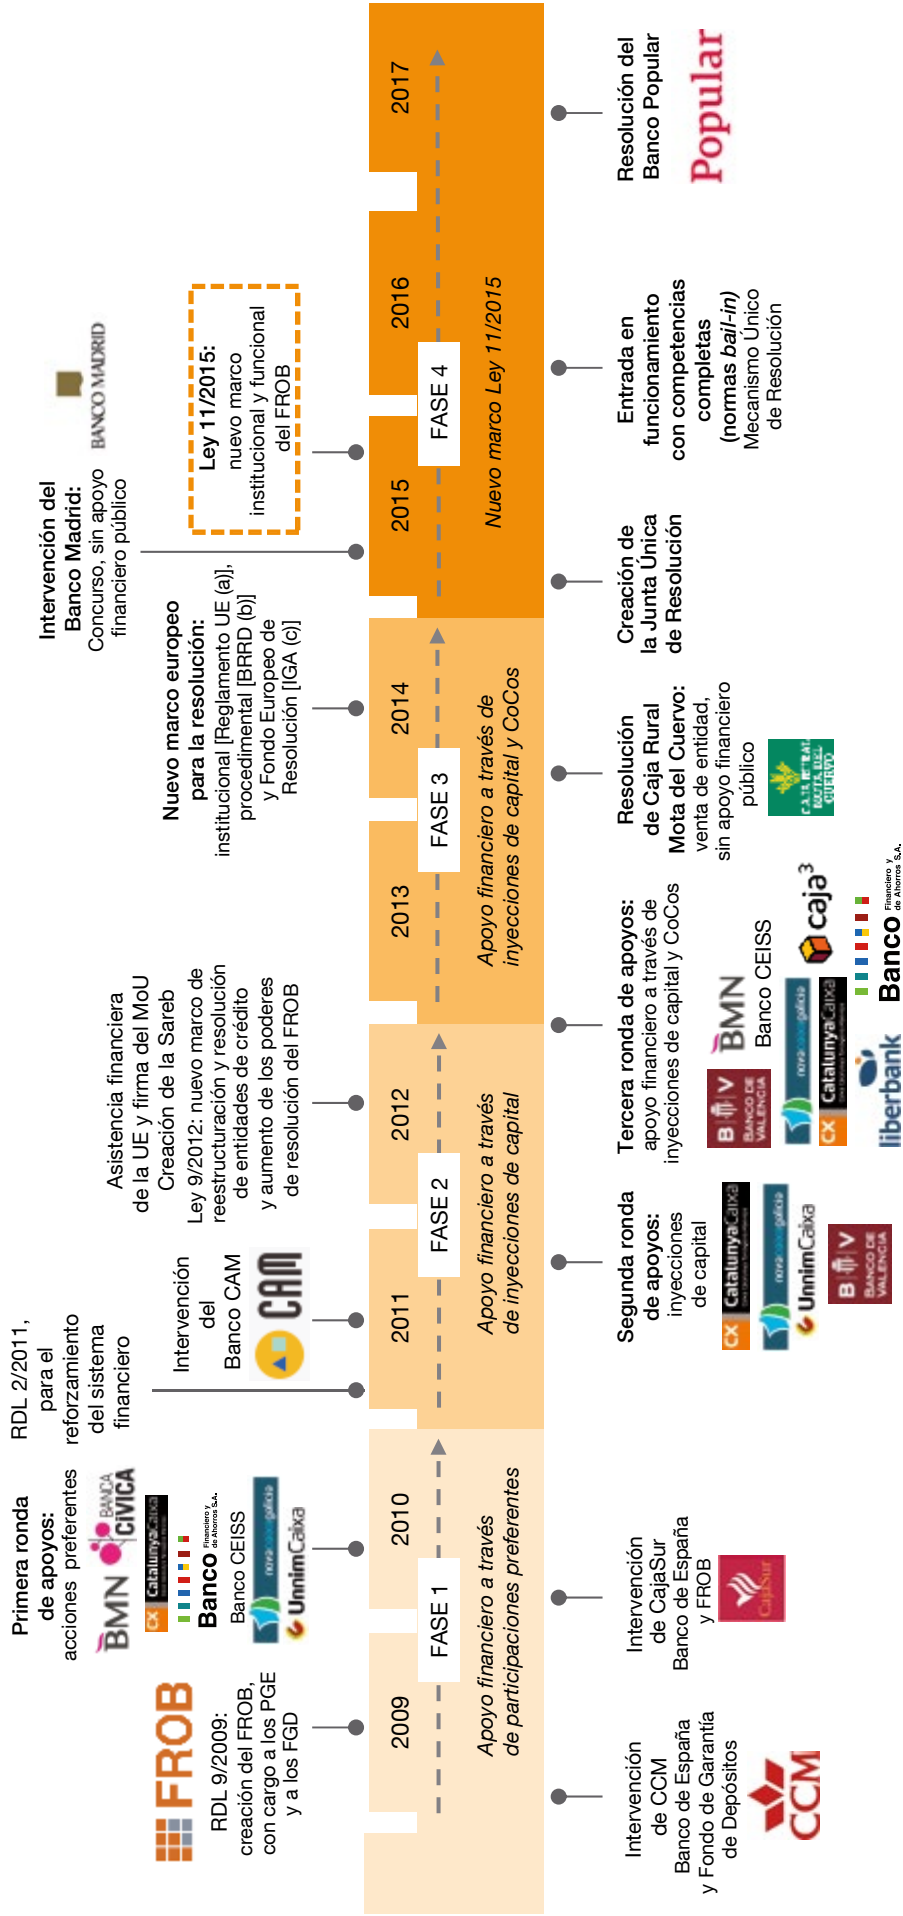 FROB
RDL 9/2009:
creación del FROB,
con cargo a los PGE
y a los FGD
Primera ronda
de apoyos:
acciones preferentes
BMN
BANCA
CIVICA
CX CatalunyaCaixa
Banco Financiero y
de Ahorros S.A.
Banco CEISS
novacaixagalicia
UnnimCaixa
RDL 2/2011,
para el
reforzamiento
del sistema
financiero
Intervención
del
Banco CAM
CAM
Asistencia financiera
de la UE y firma del MoU
Creación de la Sareb
Ley 9/2012: nuevo marco de
reestructuración y resolución
de entidades de crédito
y aumento de los poderes
de resolución del FROB
Nuevo marco europeo
para la resolución:
institucional [Reglamento UE (a)],
procedimental [BRRD (b)]
y Fondo Europeo de
Resolución [IGA (c)]
Intervención del
Banco Madrid:
Concurso, sin apoyo
financiero público
BANCO MADRID
Ley 11/2015:
nuevo marco
institucional y funcional
del FROB
2009
2010
2011
2012
2013
2014
2015
2016
2017
FASE 1
FASE 2
FASE 3
FASE 4
Apoyo financiero a través
de participaciones preferentes
Apoyo financiero a través
de inyecciones de capital
Apoyo financiero a través de
inyecciones de capital y CoCos
Nuevo marco Ley 11/2015
Intervención
de CCM
Banco de España
y Fondo de Garantía
de Depósitos
CCM
Intervención
de CajaSur
Banco de España
y FROB
CajaSur
Segunda ronda
de apoyos:
inyecciones
de capital
CX CatalunyaCaixa
novacaixagalicia
UnnimCaixa
B V
BANCO DE
VALENCIA
Tercera ronda de apoyos:
apoyo financiero a través de
inyecciones de capital y CoCos
B V
BANCO DE
VALENCIA
BMN
Banco CEISS
novacaixagalicia
CX CatalunyaCaixa
caja3
liberbank
Banco Financiero y
de Ahorros S.A.
Resolución
de Caja Rural
Mota del Cuervo:
venta de entidad,
sin apoyo financiero
público
CAJA RURAL
MOTA DEL
CUERVO
Creación de
la Junta Única
de Resolución
Entrada en
funcionamiento
con competencias
completas
(normas bail-in)
Mecanismo Único
de Resolución
Resolución del
Banco Popular
Popular